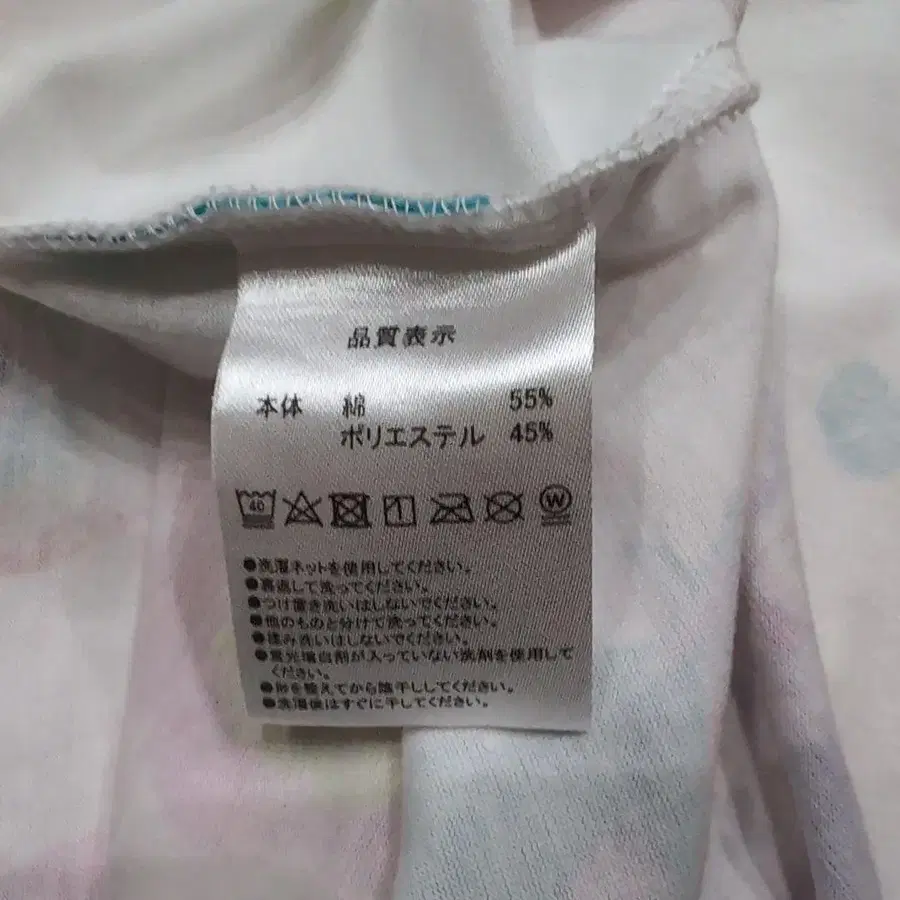 品質表示
本体 綿 55%
ポリエステル 45%
40 W
●洗濯ネットを使用してください。
●裏返して洗ってください。
●つけ置き洗いはしないでください。
●他のものと分けて洗ってください。
●揉み洗いはしないでください。
●蛍光増白剤が入っていない洗剤を使用して
ください。
●形を整えてから陰干ししてください。
●洗濯後はすぐに干してください。